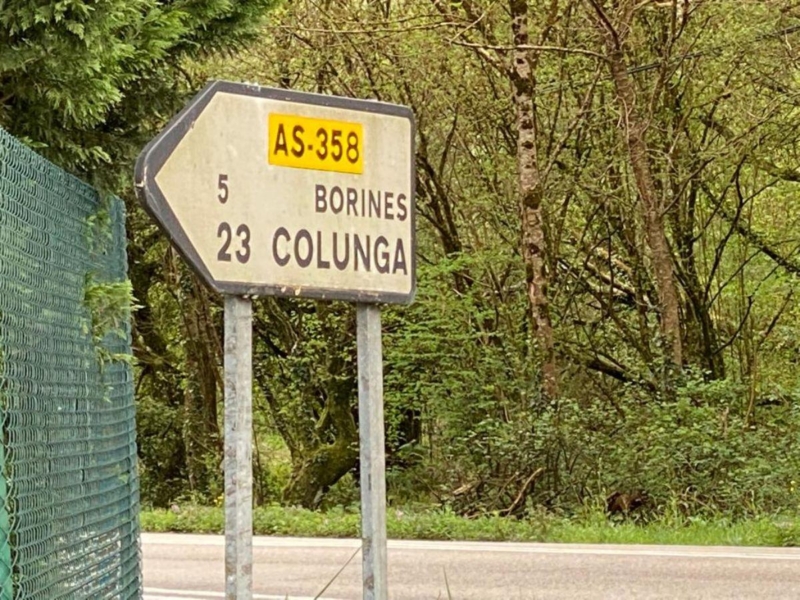 AS-358
5 BORINES
23 COLUNGA